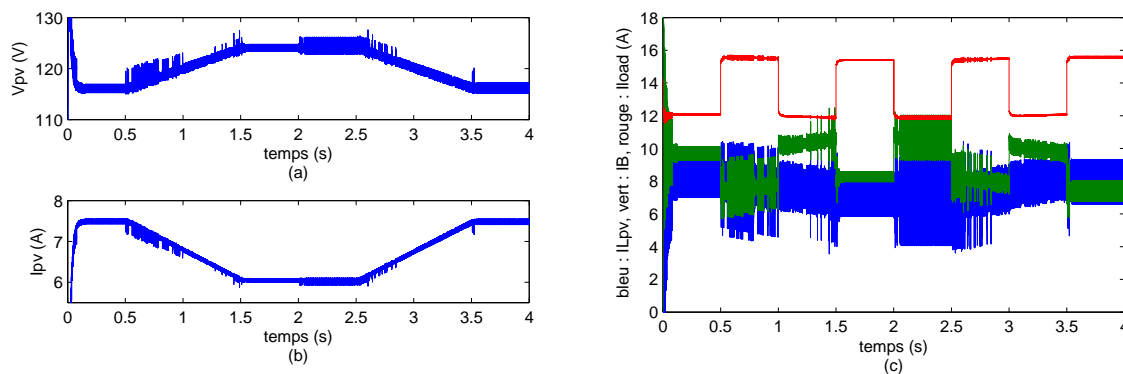 Vpv (V)
130
120
110
0 0.5 1 1.5 2 2.5 3 3.5 4
temps (s)
(a)
Ipv (A)
8
7
6
0 0.5 1 1.5 2 2.5 3 3.5 4
temps (s)
(b)
bleu : ILpv, vert : IB, rouge : Iload (A)
18
16
14
12
10
8
6
4
2
0
0 0.5 1 1.5 2 2.5 3 3.5 4
temps (s)
(c)